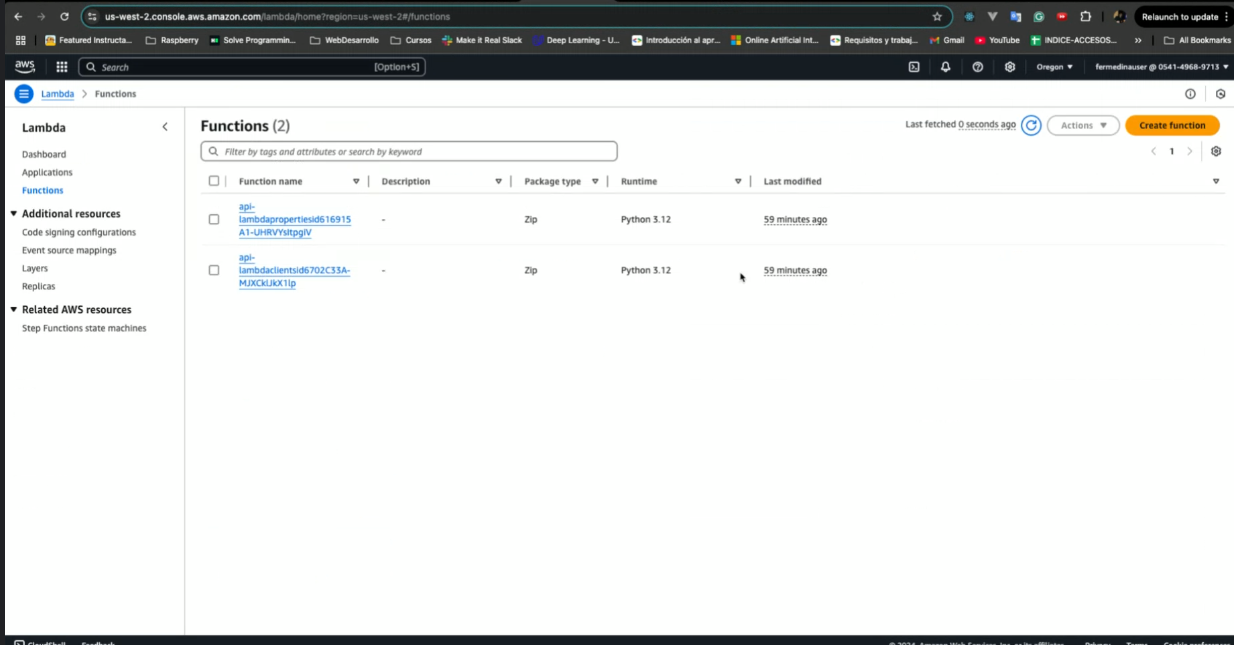 us-west-2.console.aws.amazon.com/lambda/home?region=us-west-2#/functions
Relaunch to update
Featured Instructa...
Raspberry
Solve Programmin...
WebDesarrollo
Cursos
Make it Real Slack
Deep Learning - U...
Introducción al apr...
Online Artificial Int...
Requisitos y trabaj...
Gmail
YouTube
INDICE-ACCESOS...
All Bookmarks
aws
Search
[Option+S]
Oregon
fermedinauser @ 0541-4968-9713
Lambda > Functions
Lambda
Dashboard
Applications
Functions
Additional resources
Code signing configurations
Event source mappings
Layers
Replicas
Related AWS resources
Step Functions state machines
Functions (2)
Last fetched 0 seconds ago
Actions
Create function
Filter by tags and attributes or search by keyword
1
Function name
Description
Package type
Runtime
Last modified
api-
lambdapropertiesid616915
A1-UHRVYsItpgIV
-
Zip
Python 3.12
59 minutes ago
api-
lambdaclientsid6702C33A-
MJXCklJkX1Ip
-
Zip
Python 3.12
59 minutes ago
CloudShell
Feedback
© 2024, Amazon Web Services, Inc. or its affiliates.
Privacy
Terms
Cookie preferences